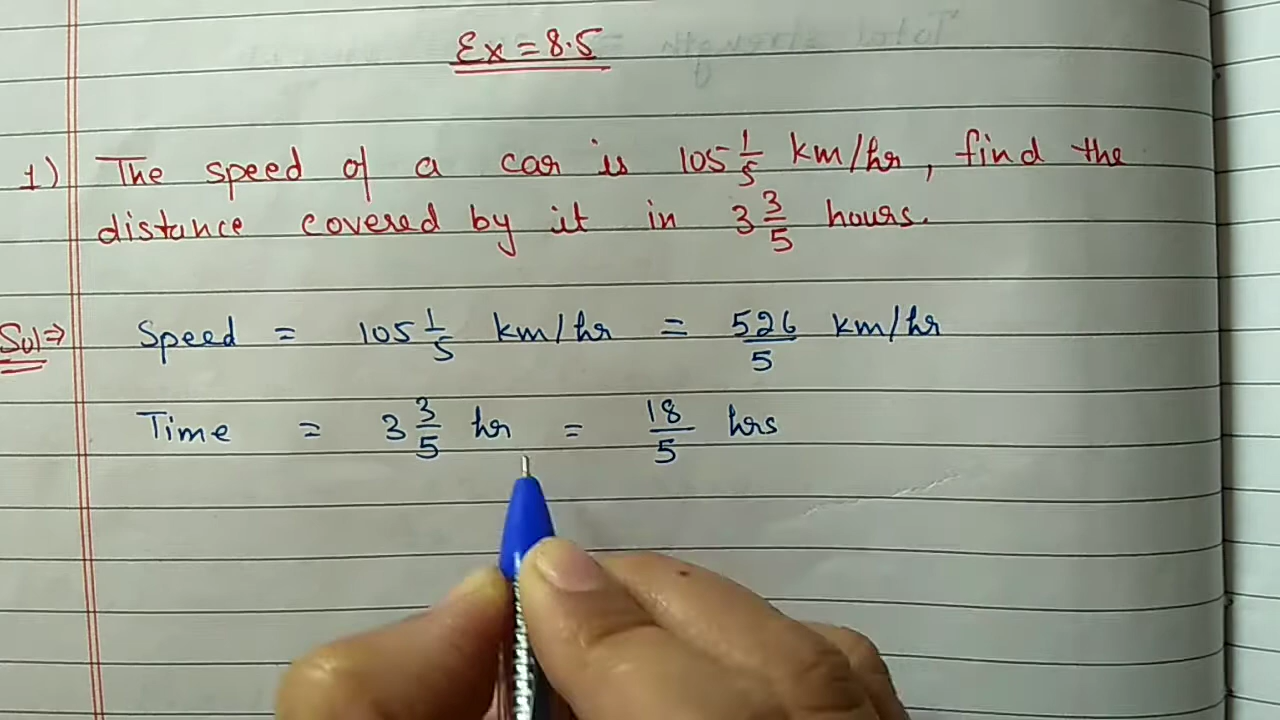 Ex = 8.5
1) The speed of a car is 105 1/5 km/hr, find the
distance covered by it in 3 3/5 hours.
Sol⇒ Speed = 105 1/5 km/hr = 526/5 km/hr
Time = 3 3/5 hr = 18/5 hrs